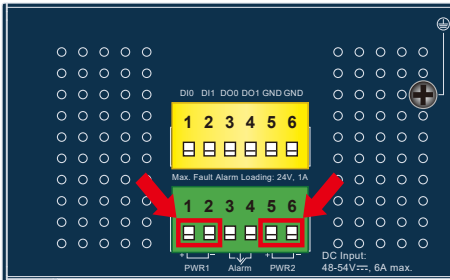 DI0 DI1 DO0 DO1 GND GND
1 2 3 4 5 6
Max. Fault Alarm Loading: 24V, 1A
1 2 3 4 5 6
+ − + −
PWR1 Alarm PWR2
DC Input:
48-54V⎓, 6A max.